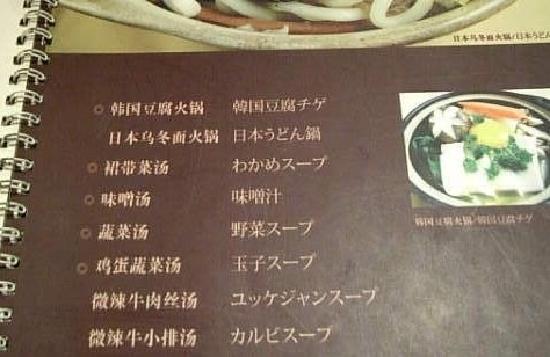 日本乌冬面火锅/日本うどん
韩国豆腐火锅 韓国豆腐チゲ
日本乌冬面火锅 日本うどん鍋
裙带菜汤 わかめスープ
味噌汤 味噌汁
蔬菜汤 野菜スープ
鸡蛋蔬菜汤 玉子スープ
微辣牛肉丝汤 ユッケジャンスープ
微辣牛小排汤 カルビスープ
韩国豆腐火锅/韓国豆腐チゲ